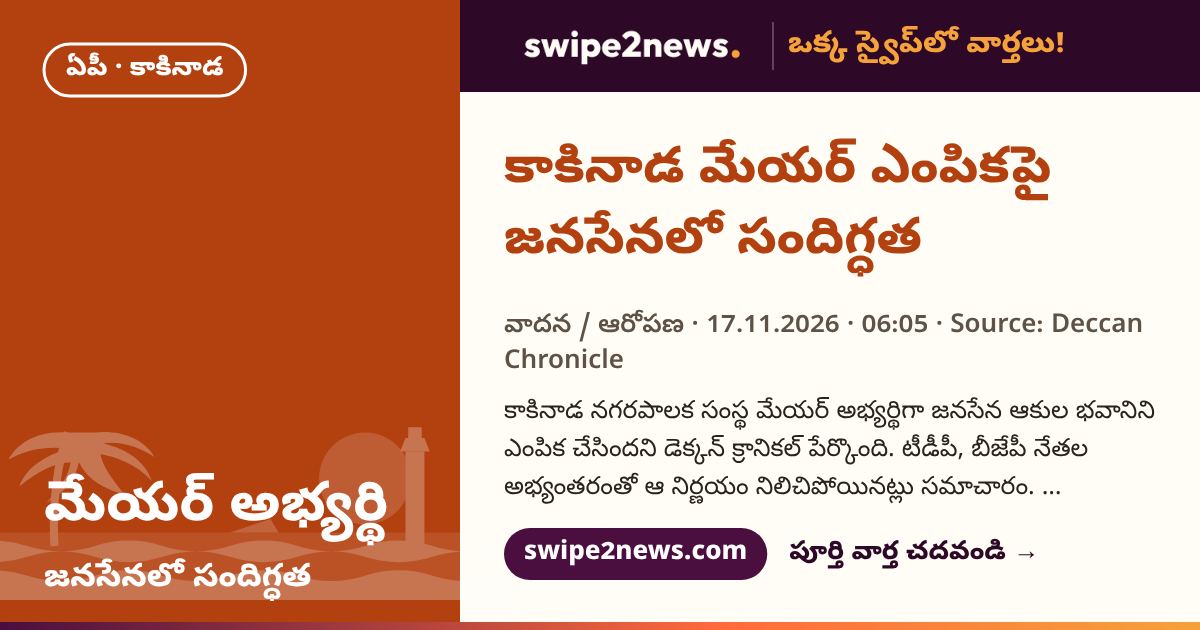 ఏపీ · కాకినాడ
swipe2news.
ఒక్క స్వైప్‌లో వార్తలు!
కాకినాడ మేయర్ ఎంపికపై
జనసేనలో సందిగ్ధత
వాదన / ఆరోపణ · 17.11.2026 · 06:05 · Source: Deccan
Chronicle
కాకినాడ నగరపాలక సంస్థ మేయర్ అభ్యర్థిగా జనసేన ఆకుల భవానిని
ఎంపిక చేసిందని డెక్కన్ క్రానికల్ పేర్కొంది. టీడీపీ, బీజేపీ నేతల
అభ్యంతరంతో ఆ నిర్ణయం నిలిచిపోయినట్లు సమాచారం. ...
మేయర్ అభ్యర్థి
జనసేనలో సందిగ్ధత
swipe2news.com
పూర్తి వార్త చదవండి →